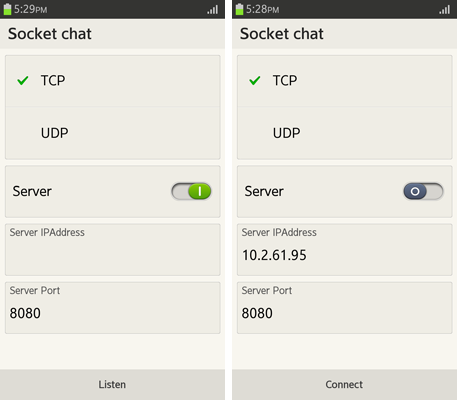 5:29PM
Socket chat
TCP
UDP
Server
Server IPAddress
Server Port
8080
Listen
5:28PM
Socket chat
TCP
UDP
Server
Server IPAddress
10.2.61.95
Server Port
8080
Connect